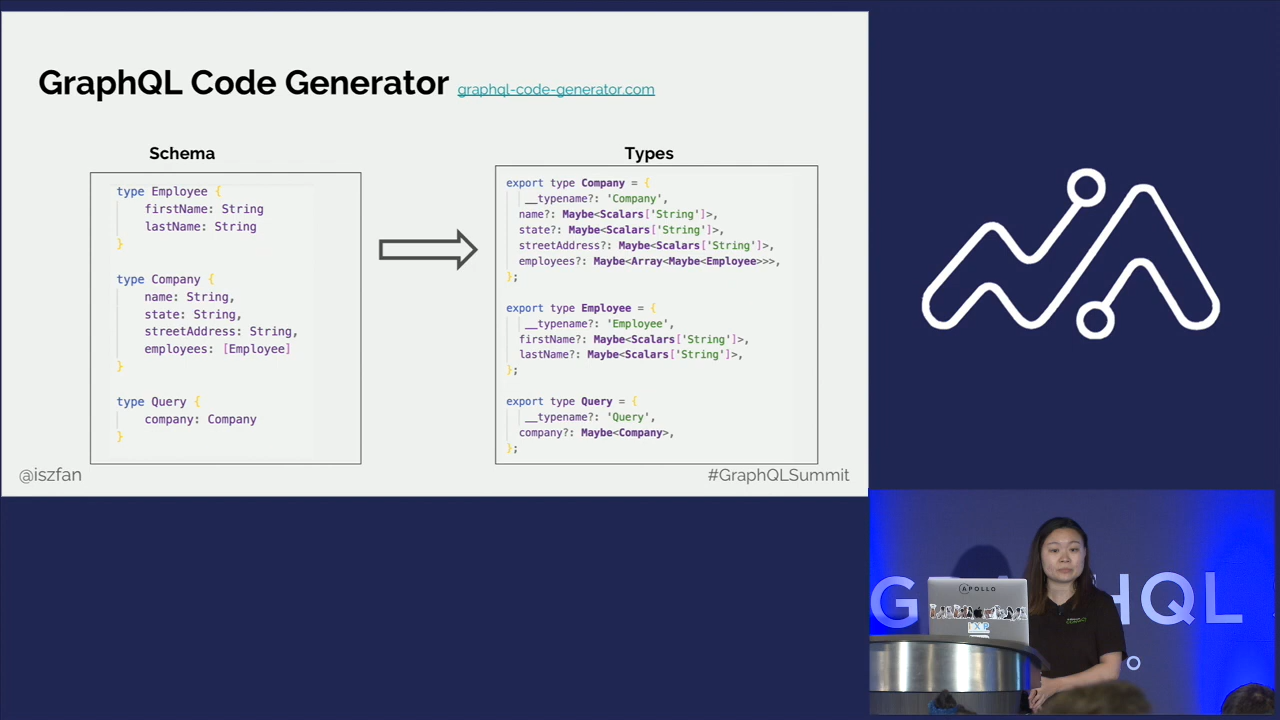 GraphQL Code Generator graphql-code-generator.com
Schema
type Employee {
firstName: String
lastName: String
}
type Company {
name: String,
state: String,
streetAddress: String,
employees: [Employee]
}
type Query {
company: Company
}
Types
export type Company = {
__typename?: 'Company',
name?: Maybe<Scalars['String']>,
state?: Maybe<Scalars['String']>,
streetAddress?: Maybe<Scalars['String']>,
employees?: Maybe<Array<Maybe<Employee>>>,
};
export type Employee = {
__typename?: 'Employee',
firstName?: Maybe<Scalars['String']>,
lastName?: Maybe<Scalars['String']>,
};
export type Query = {
__typename?: 'Query',
company?: Maybe<Company>,
};
@iszfan
#GraphQLSummit
APOLLO
G HQL